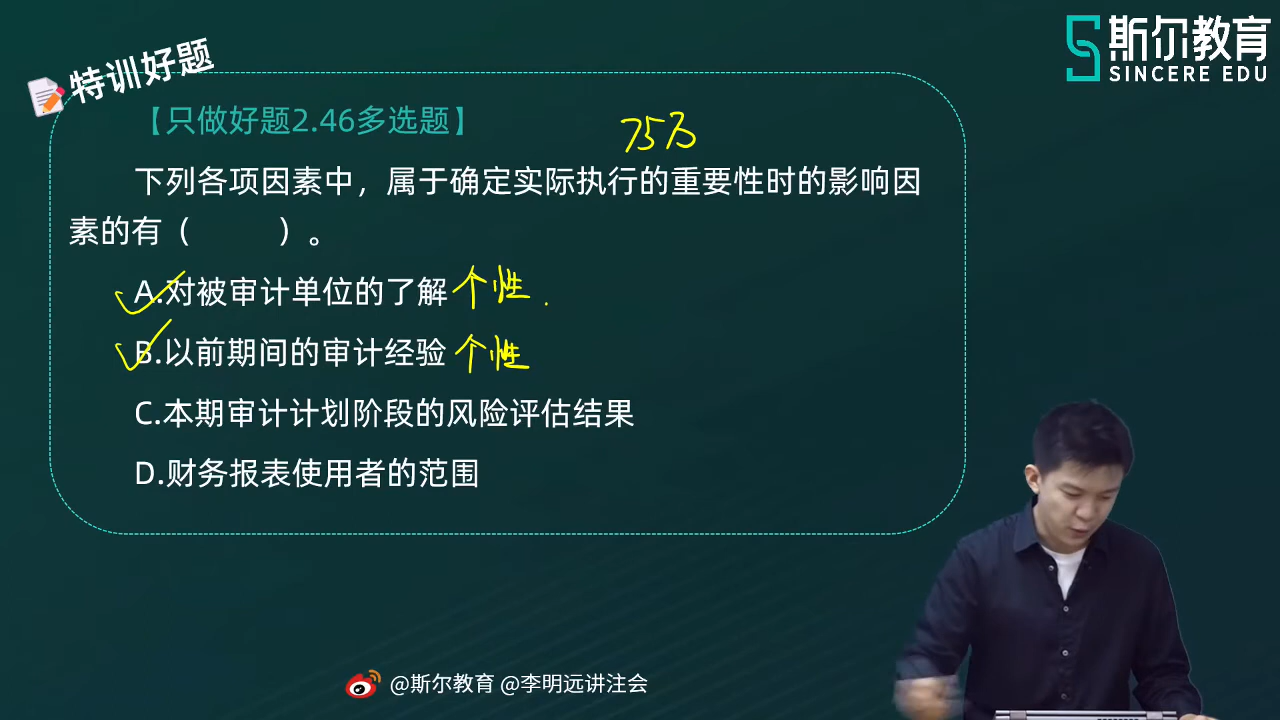 斯尔教育
SINCERE EDU
特训好题
【只做好题2.46多选题】
75万
下列各项因素中，属于确定实际执行的重要性时的影响因
素的有（　　）。
A.对被审计单位的了解 个性.
B.以前期间的审计经验 个性
C.本期审计计划阶段的风险评估结果
D.财务报表使用者的范围
@斯尔教育 @李明远讲注会